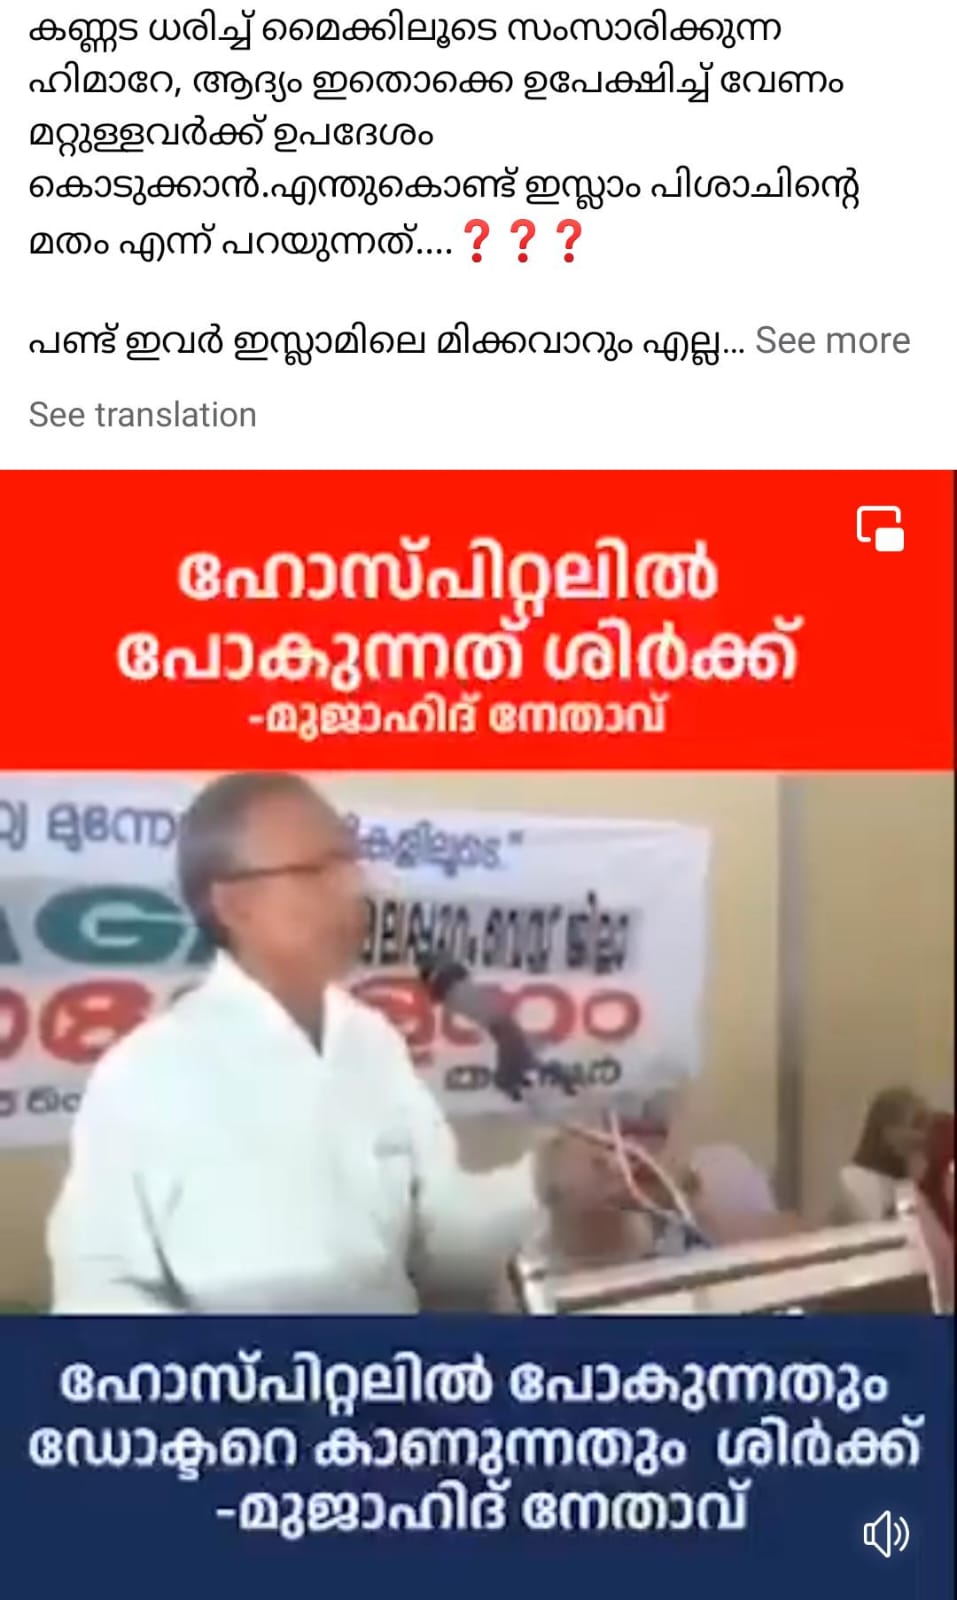 കണ്ണട ധരിച്ച് മൈക്കിലൂടെ സംസാരിക്കുന്ന
ഹിമാറേ, ആദ്യം ഇതൊക്കെ ഉപേക്ഷിച്ച് വേണം
മറ്റുള്ളവർക്ക് ഉപദേശം
കൊടുക്കാൻ.എന്തുകൊണ്ട് ഇസ്ലാം പിശാചിന്റെ
മതം എന്ന് പറയുന്നത്....❓❓❓
പണ്ട് ഇവർ ഇസ്ലാമിലെ മിക്കവാറും എല്ല... See more
See translation
ഹോസ്പിറ്റലിൽ
പോകുന്നത് ശിർക്ക്
-മുജാഹിദ് നേതാവ്
ഹോസ്പിറ്റലിൽ പോകുന്നതും
ഡോക്ടറെ കാണുന്നതും ശിർക്ക്
-മുജാഹിദ് നേതാവ്